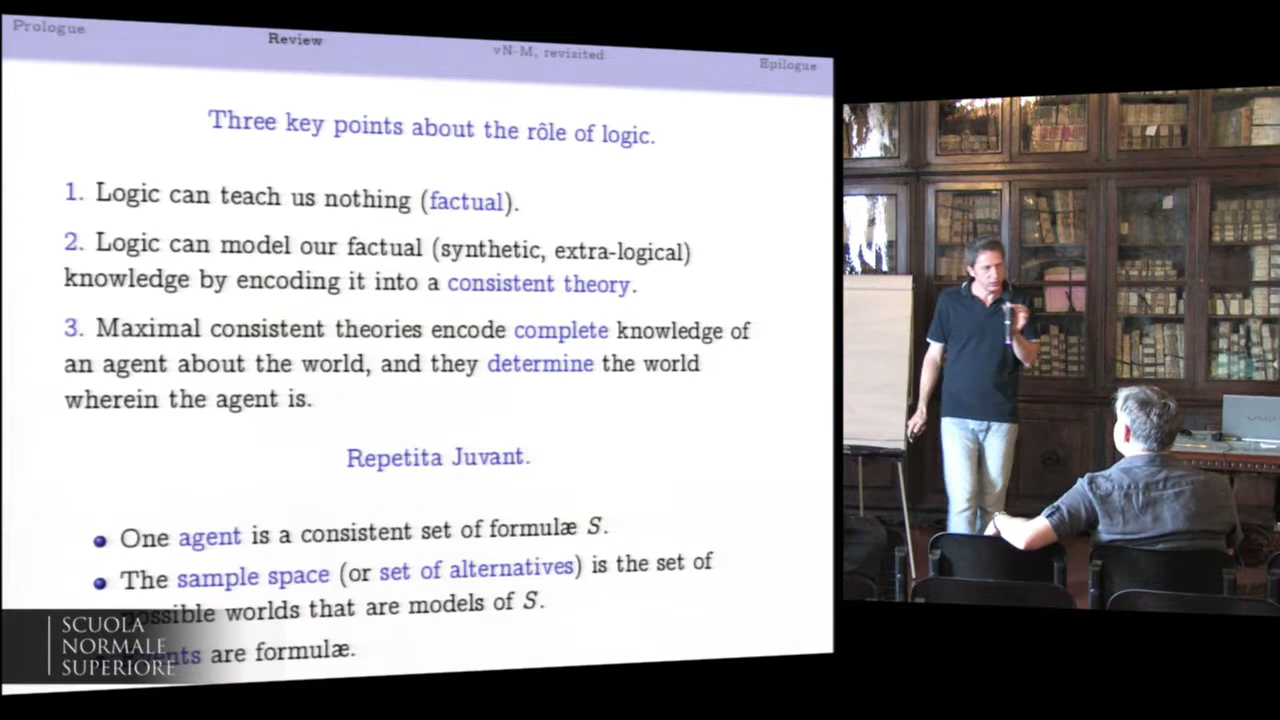 Prologue
Review
vN–M, revisited
Epilogue
Three key points about the rôle of logic.
1. Logic can teach us nothing (factual).
2. Logic can model our factual (synthetic, extra-logical)
knowledge by encoding it into a consistent theory.
3. Maximal consistent theories encode complete knowledge of
an agent about the world, and they determine the world
wherein the agent is.
Repetita Juvant.
One agent is a consistent set of formulæ S.
The sample space (or set of alternatives) is the set of
possible worlds that are models of S.
Events are formulæ.
SCUOLA
NORMALE
SUPERIORE
VAIO